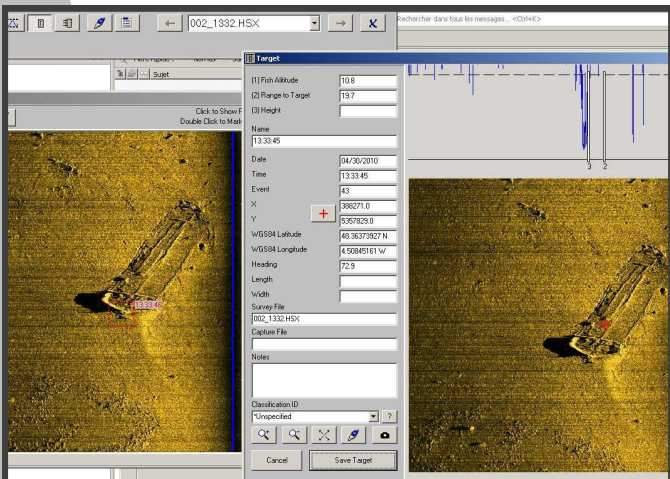 002_1332.HSX
Rechercher dans tous les messages... <Ctrl+K>
Sujet
Click to Show
Double Click to Mark
13:33:46
Target
(1) Fish Altitude 10.8
(2) Range to Target 19.7
(3) Height
Name
13:33:45
Date 04/30/2010
Time 13:33:45
Event 43
X 388271.0
Y 5357829.0
WGS84 Latitude 48.36373927 N
WGS84 Longitude 4.50845161 W
Heading 72.9
Length
Width
Survey File
002_1332.HSX
Capture File
Notes
Classification ID
*Unspecified
?
Cancel Save Target
3 2